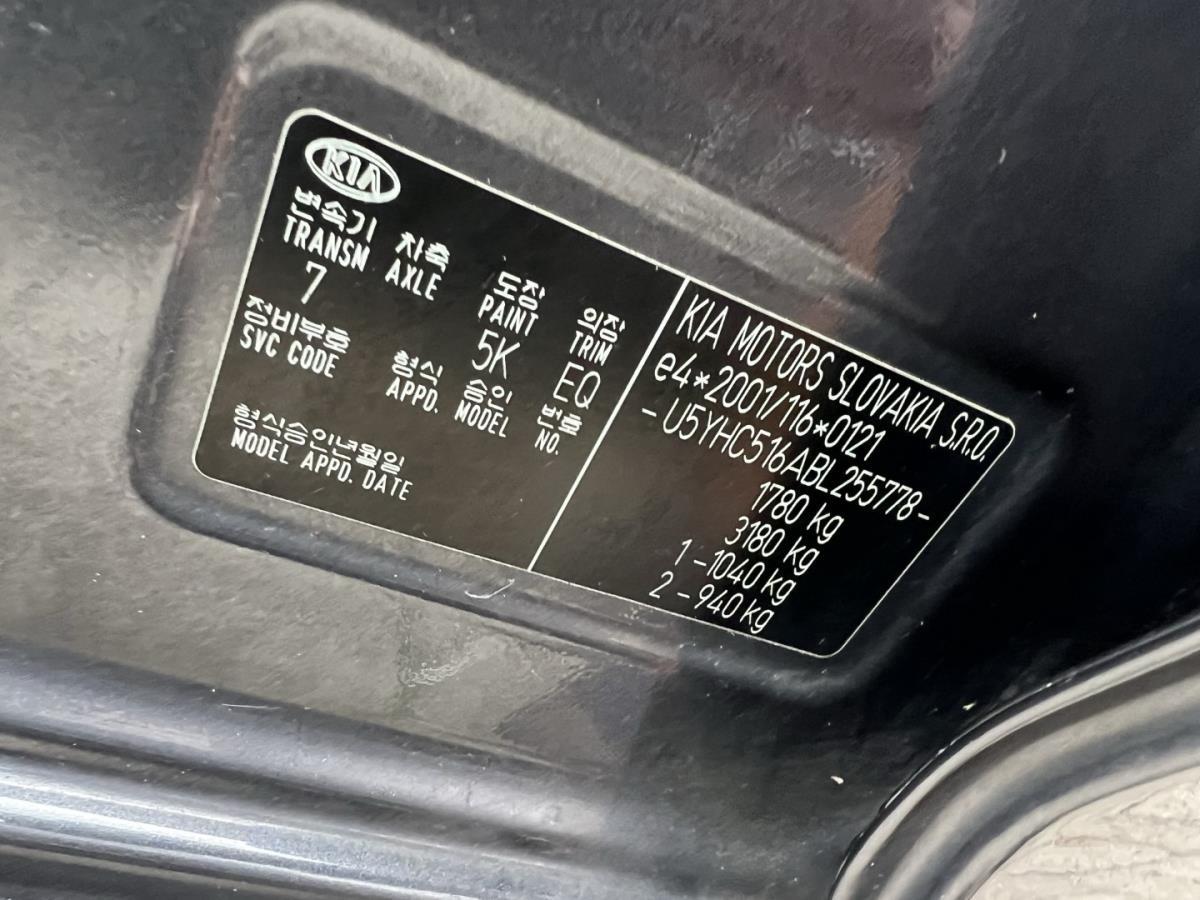 KIA
변속기 차축 도장 의장
TRANSM AXLE PAINT TRIM
7 5K EQ
정비부호 형식 승인 번호
SVC CODE APPD. MODEL NO.
형식승인년월일
MODEL APPD. DATE
KIA MOTORS SLOVAKIA S.R.O.
e4*2001/116*0121
- U5YHC516ABL255778-
1780 kg
3180 kg
1 -1040 kg
2 -940 kg